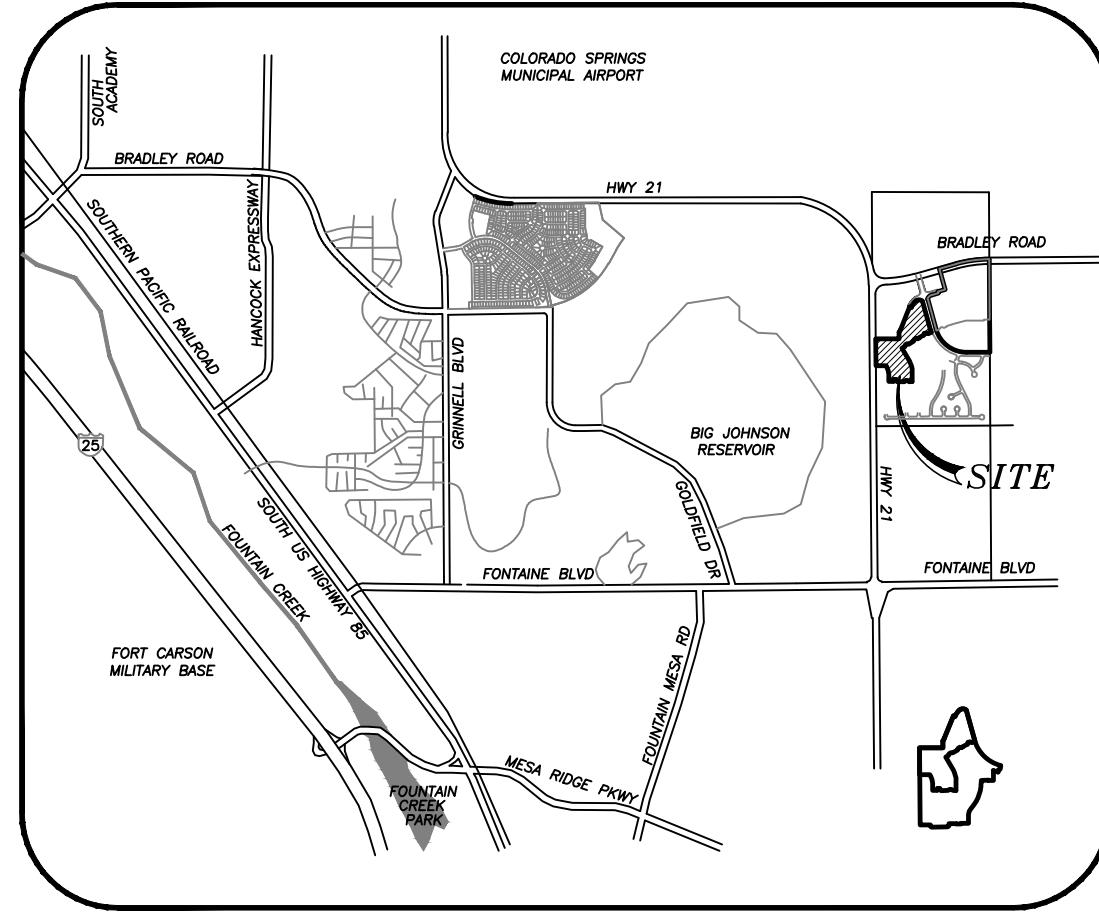 COLORADO SPRINGS
MUNICIPAL AIRPORT
SOUTH
ACADEMY
BRADLEY ROAD
HWY 21
HANCOCK EXPRESSWAY
SOUTHERN PACIFIC RAILROAD
BRADLEY ROAD
GRINNELL BLVD
BIG JOHNSON
RESERVOIR
25
SITE
HWY 21
GOLDFIELD DR
SOUTH US HIGHWAY 85
FOUNTAIN CREEK
FONTAINE BLVD
FONTAINE BLVD
FORT CARSON
MILITARY BASE
FOUNTAIN MESA RD
MESA RIDGE PKWY
FOUNTAIN
CREEK
PARK